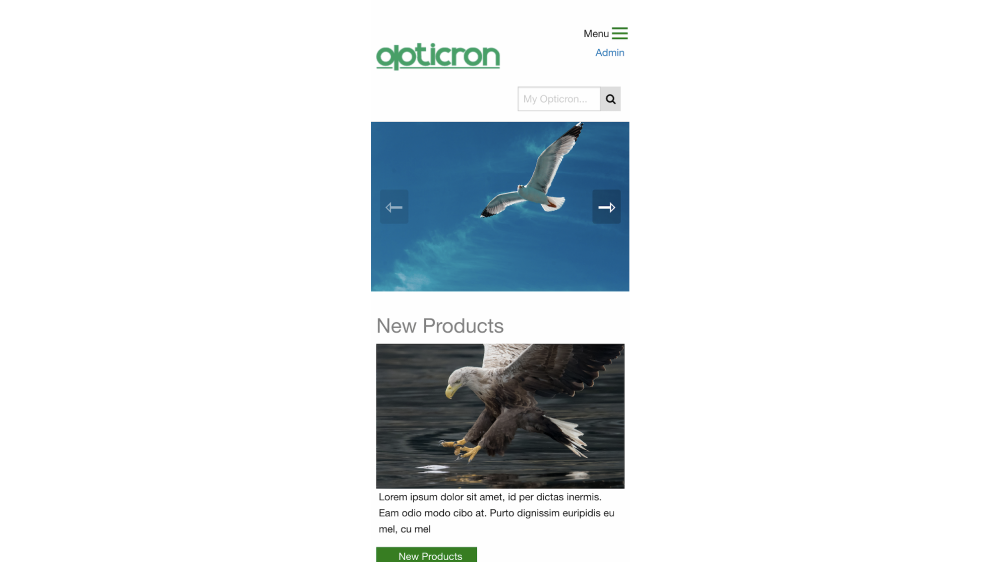 Menu
opticron
Admin
My Opticron...
New Products
Lorem ipsum dolor sit amet, id per dictas inermis.
Eam odio modo cibo at. Purto dignissim euripidis eu
mel, cu mel
New Products